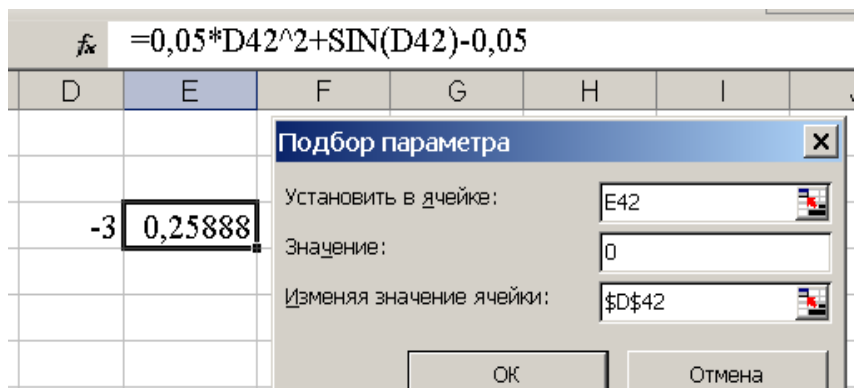 fx =0,05*D42^2+SIN(D42)-0,05
D E F G H I
Подбор параметра
Установить в ячейке: E42
-3 0,25888
Значение: 0
Изменяя значение ячейки: $D$42
ОК Отмена